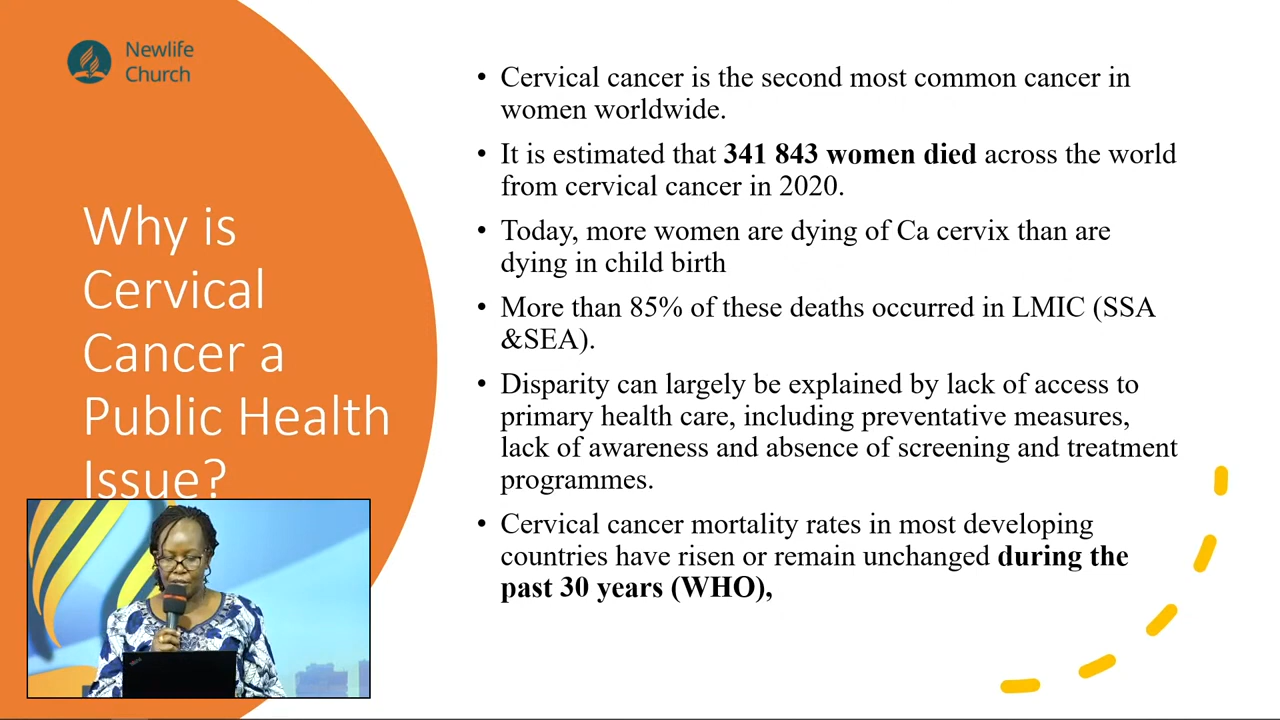 Newlife
Church
Why is
Cervical
Cancer a
Public Health
Issue?
• Cervical cancer is the second most common cancer in
women worldwide.
• It is estimated that 341 843 women died across the world
from cervical cancer in 2020.
• Today, more women are dying of Ca cervix than are
dying in child birth
• More than 85% of these deaths occurred in LMIC (SSA
&SEA).
• Disparity can largely be explained by lack of access to
primary health care, including preventative measures,
lack of awareness and absence of screening and treatment
programmes.
• Cervical cancer mortality rates in most developing
countries have risen or remain unchanged during the
past 30 years (WHO),